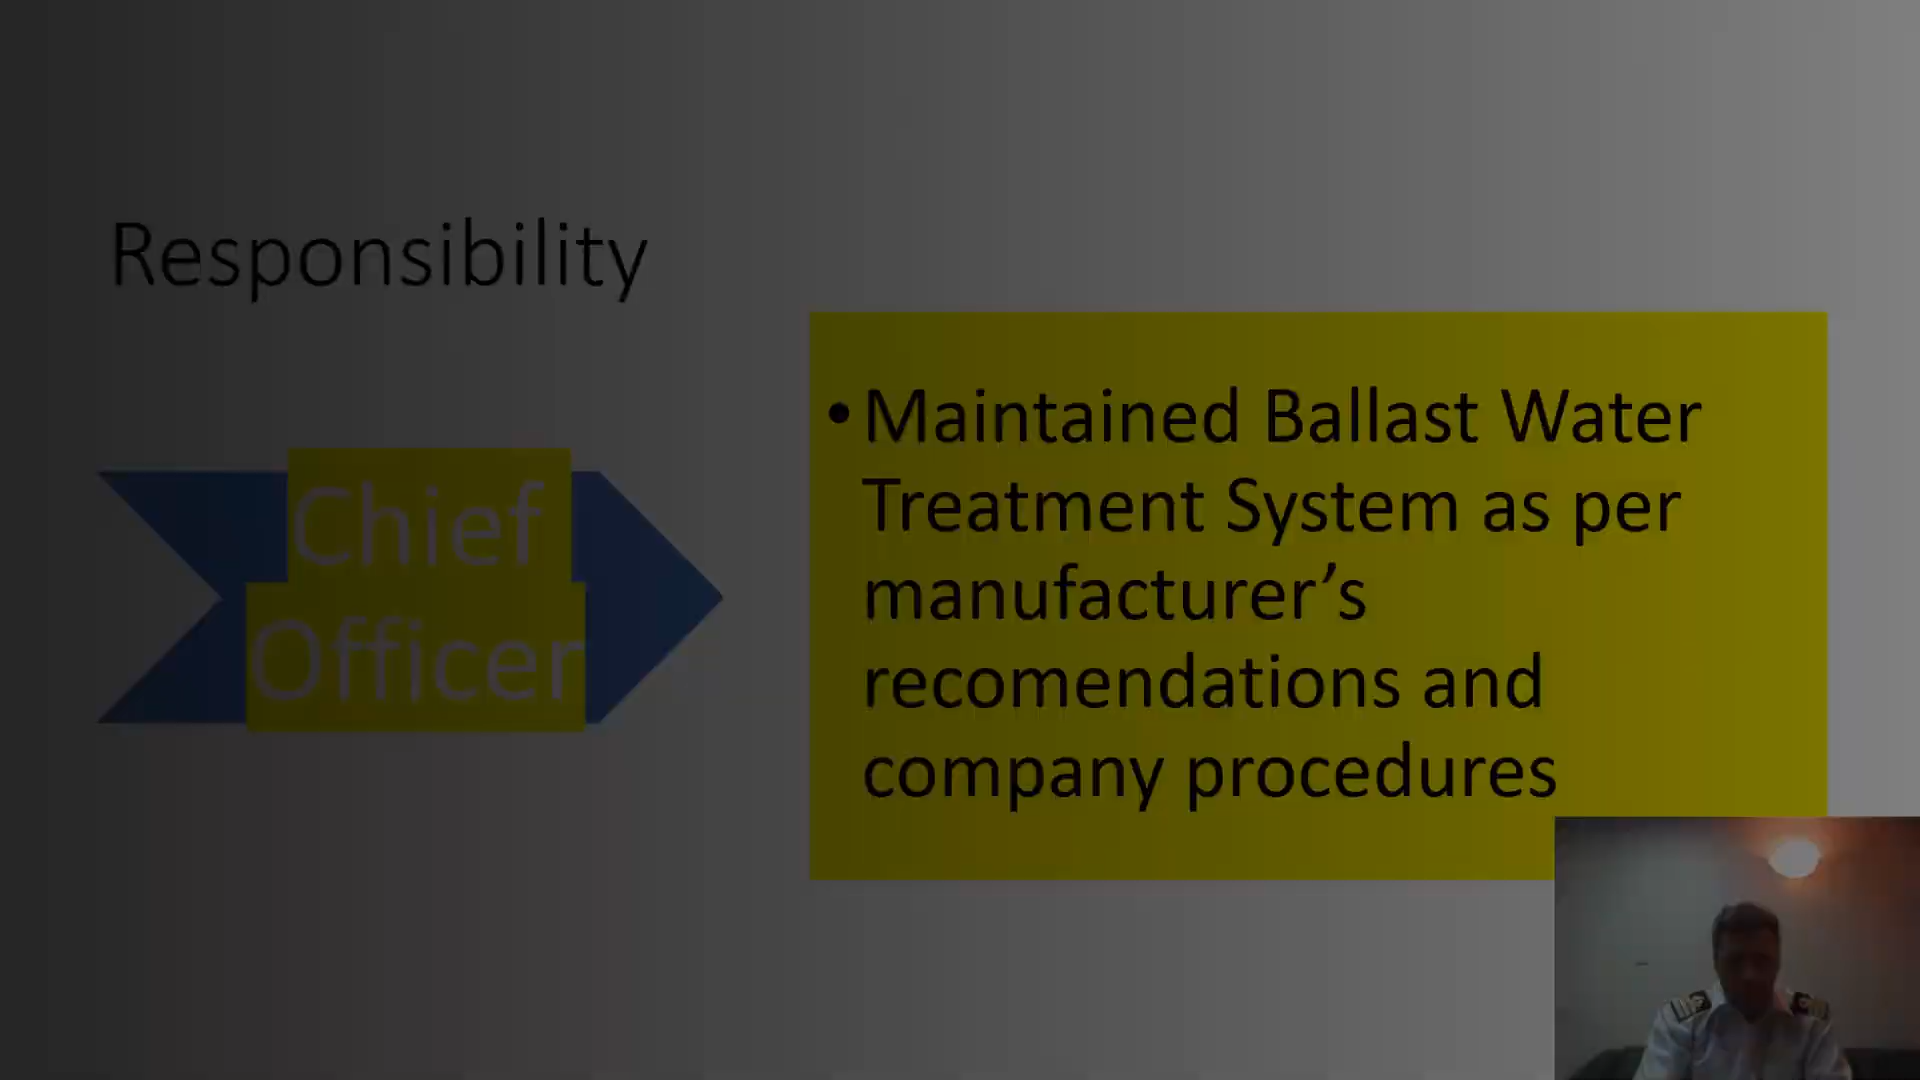 Responsibility
Chief
Officer
•Maintained Ballast Water
Treatment System as per
manufacturer’s
recomendations and
company procedures